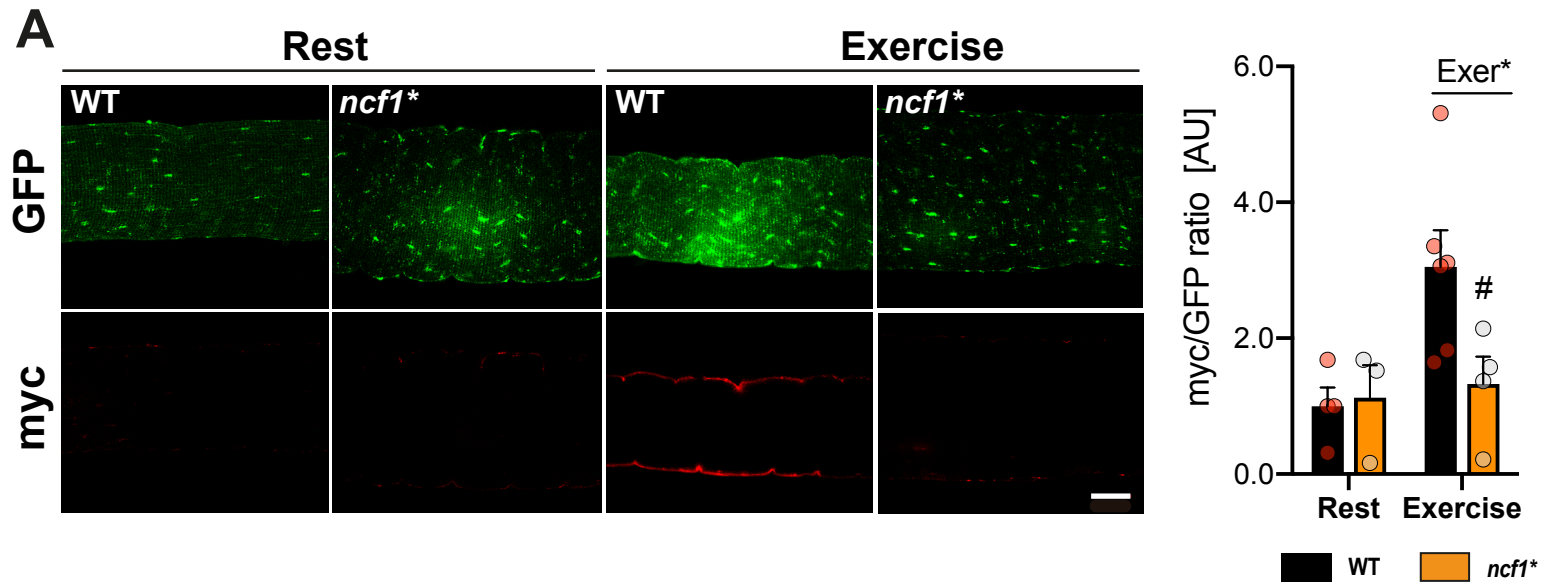 A
Rest
Exercise
WT
ncf1*
WT
ncf1*
GFP
myc
myc/GFP ratio [AU]
6.0
4.0
2.0
0.0
Exer*
#
Rest
Exercise
WT
ncf1*